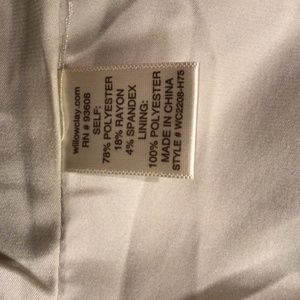 willowclay.com
RN # 93608
SELF:
78% POLYESTER
18% RAYON
4% SPANDEX
LINING:
100% POLYESTER
MADE IN CHINA
STYLE # WC2208-H75